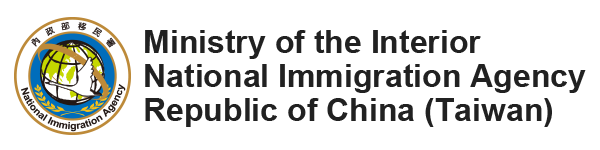 內政部移民署
National Immigration Agency
Ministry of the Interior
National Immigration Agency
Republic of China (Taiwan)